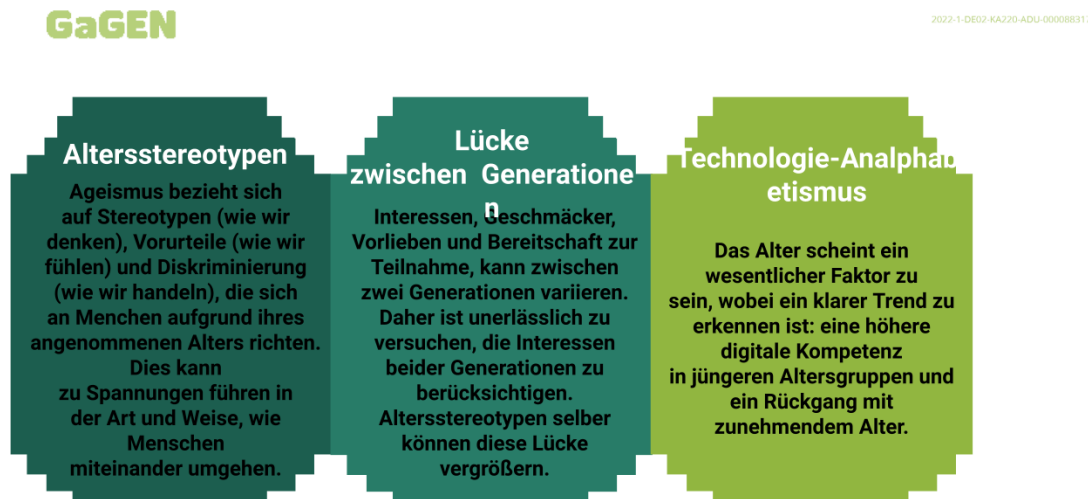 GaGEN
2022-1-DE02-KA220-ADU-000088317
Altersstereotypen
Ageismus bezieht sich
auf Stereotypen (wie wir
denken), Vorurteile (wie wir
fühlen) und Diskriminierung
(wie wir handeln), die sich
an Menchen aufgrund ihres
angenommenen Alters richten.
Dies kann
zu Spannungen führen in
der Art und Weise, wie
Menschen
miteinander umgehen.
Lücke
zwischen Generatione
n
Interessen, Geschmäcker,
Vorlieben und Bereitschaft zur
Teilnahme, kann zwischen
zwei Generationen variieren.
Daher ist unerlässlich zu
versuchen, die Interessen
beider Generationen zu
berücksichtigen.
Altersstereotypen selber
können diese Lücke
vergrößern.
Technologie-Analphab
etismus
Das Alter scheint ein
wesentlicher Faktor zu
sein, wobei ein klarer Trend zu
erkennen ist: eine höhere
digitale Kompetenz
in jüngeren Altersgruppen und
ein Rückgang mit
zunehmendem Alter.